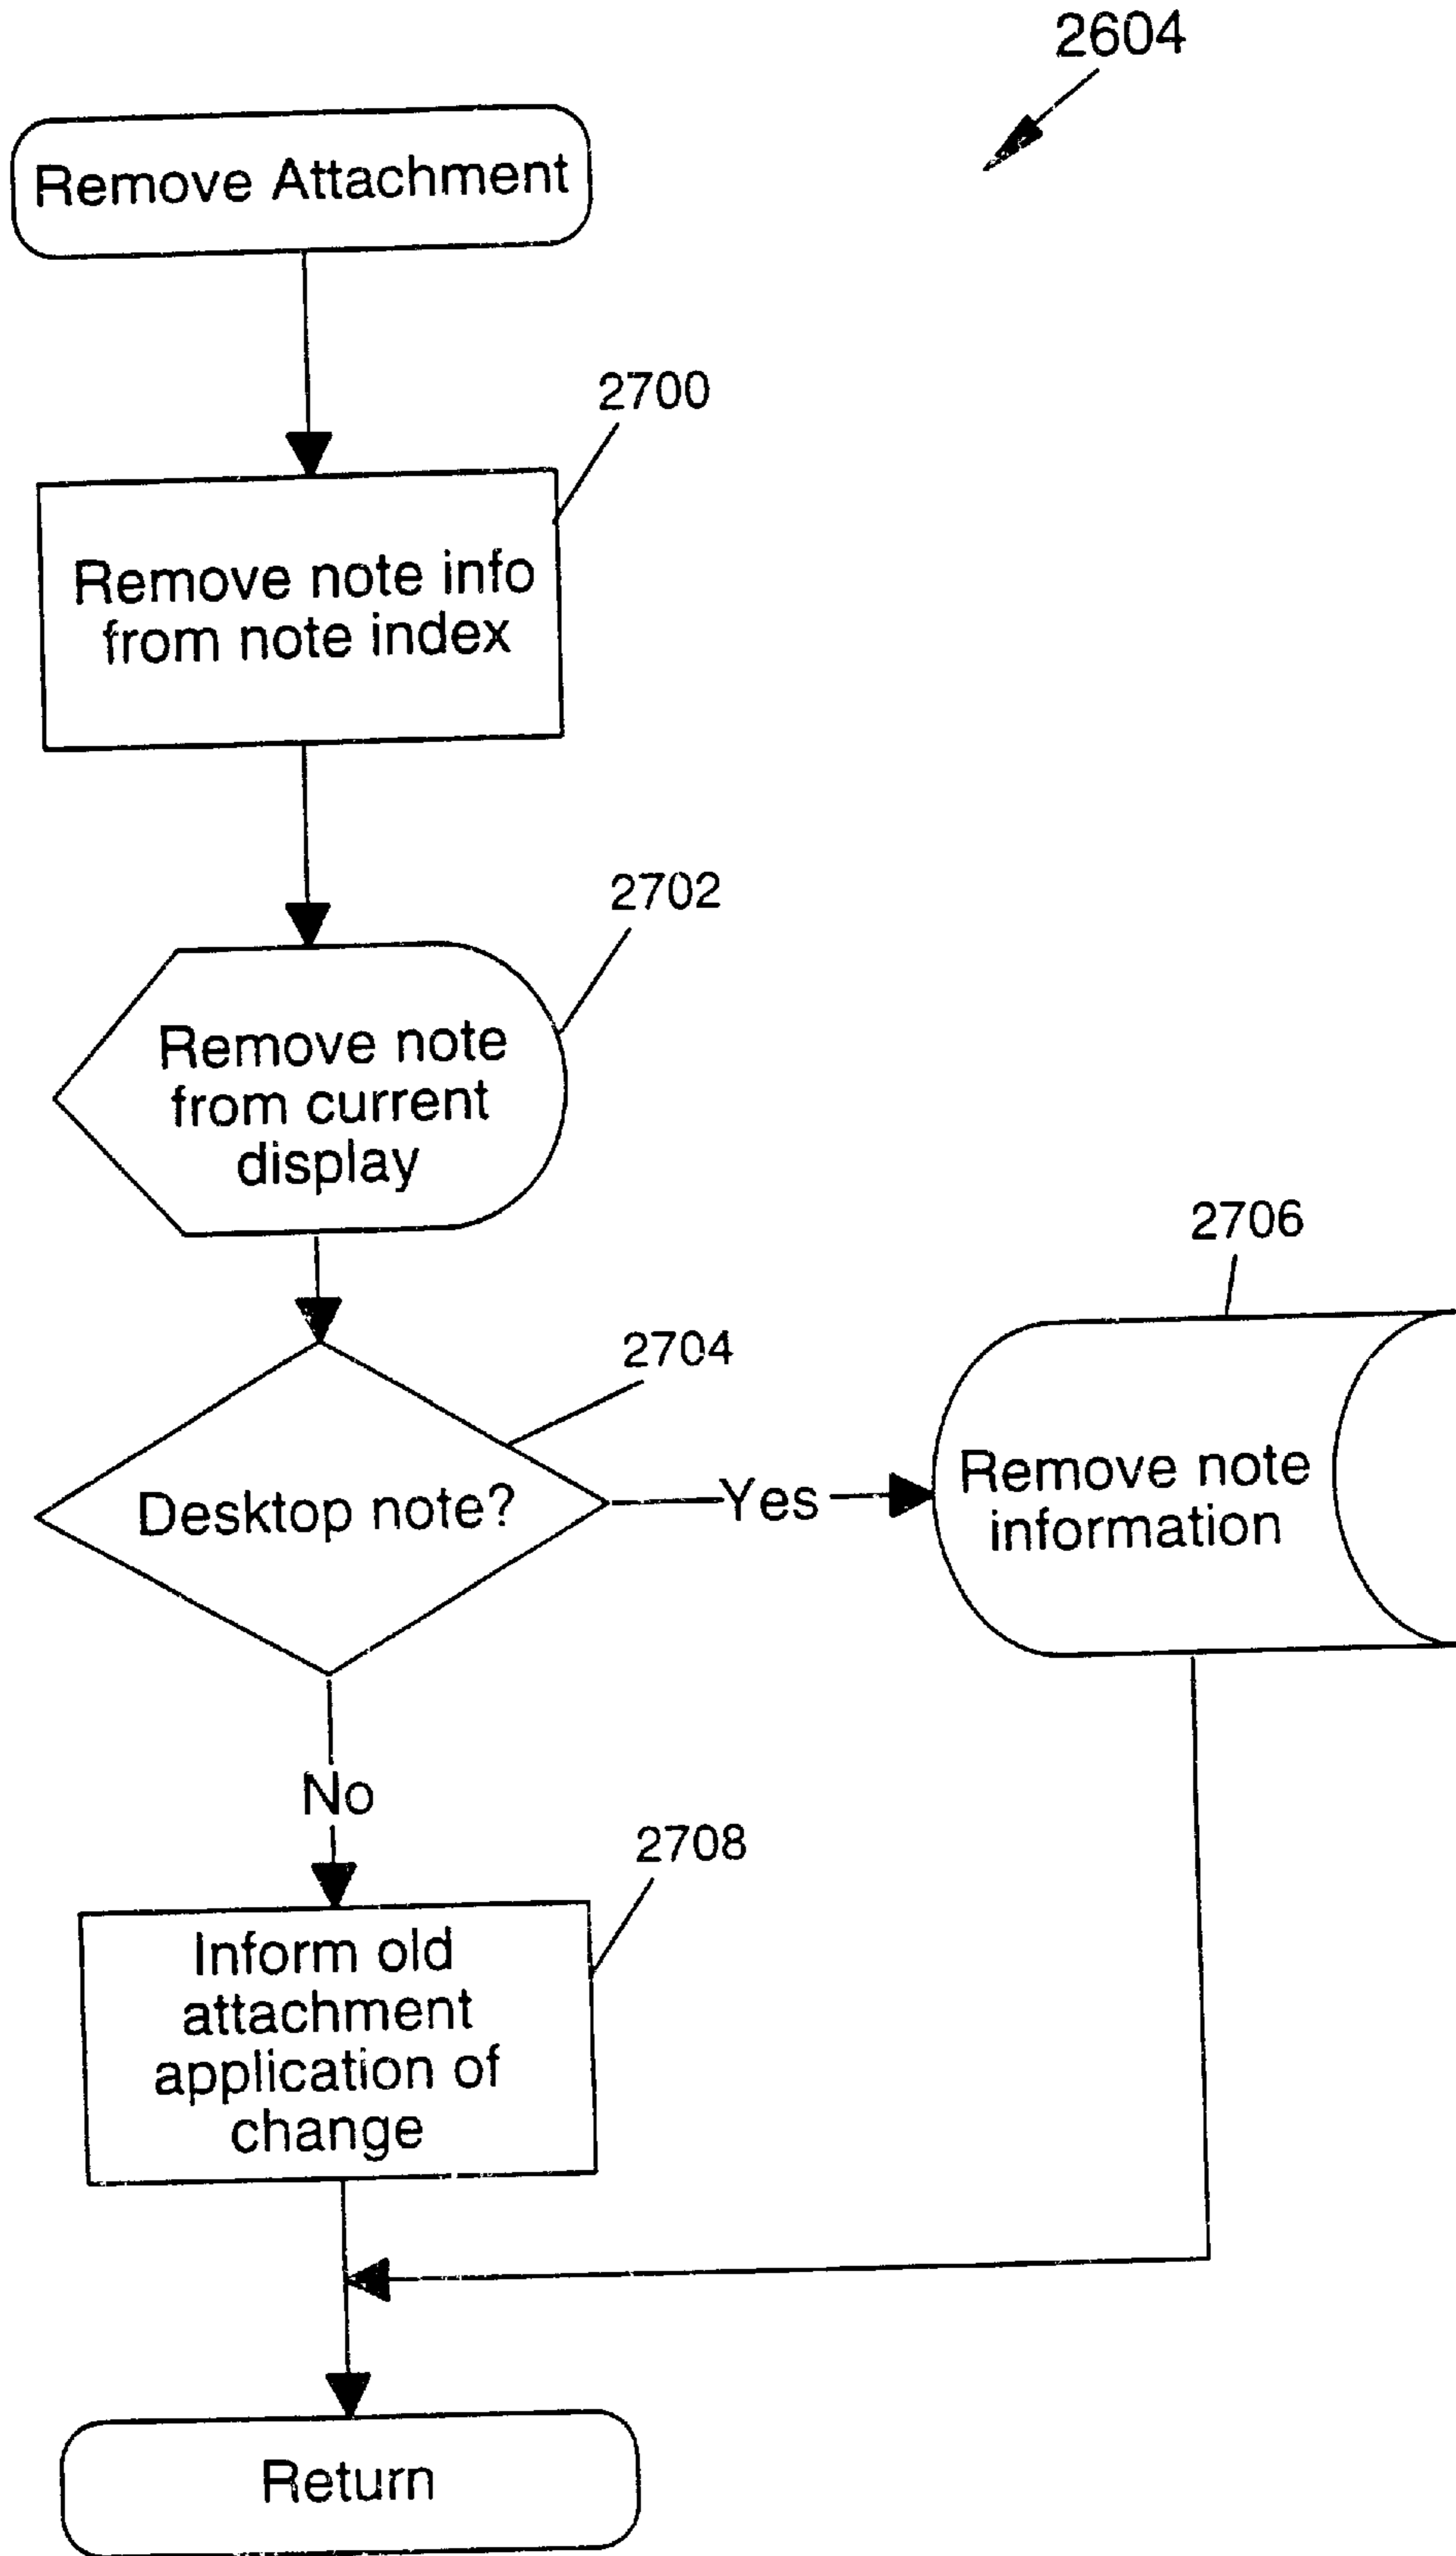 2604
Remove Attachment
2700
Remove note info
from note index
2702
Remove note
from current
display
2704
Desktop note?
Yes
2706
Remove note
information
No
2708
Inform old
attachment
application of
change
Return